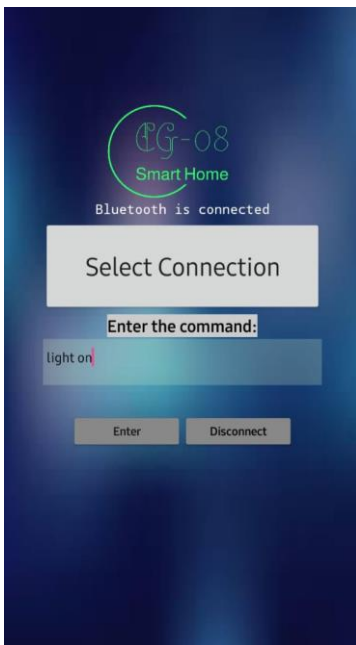 CG-08
Smart Home
Bluetooth is connected
Select Connection
Enter the command:
light on
Enter Disconnect